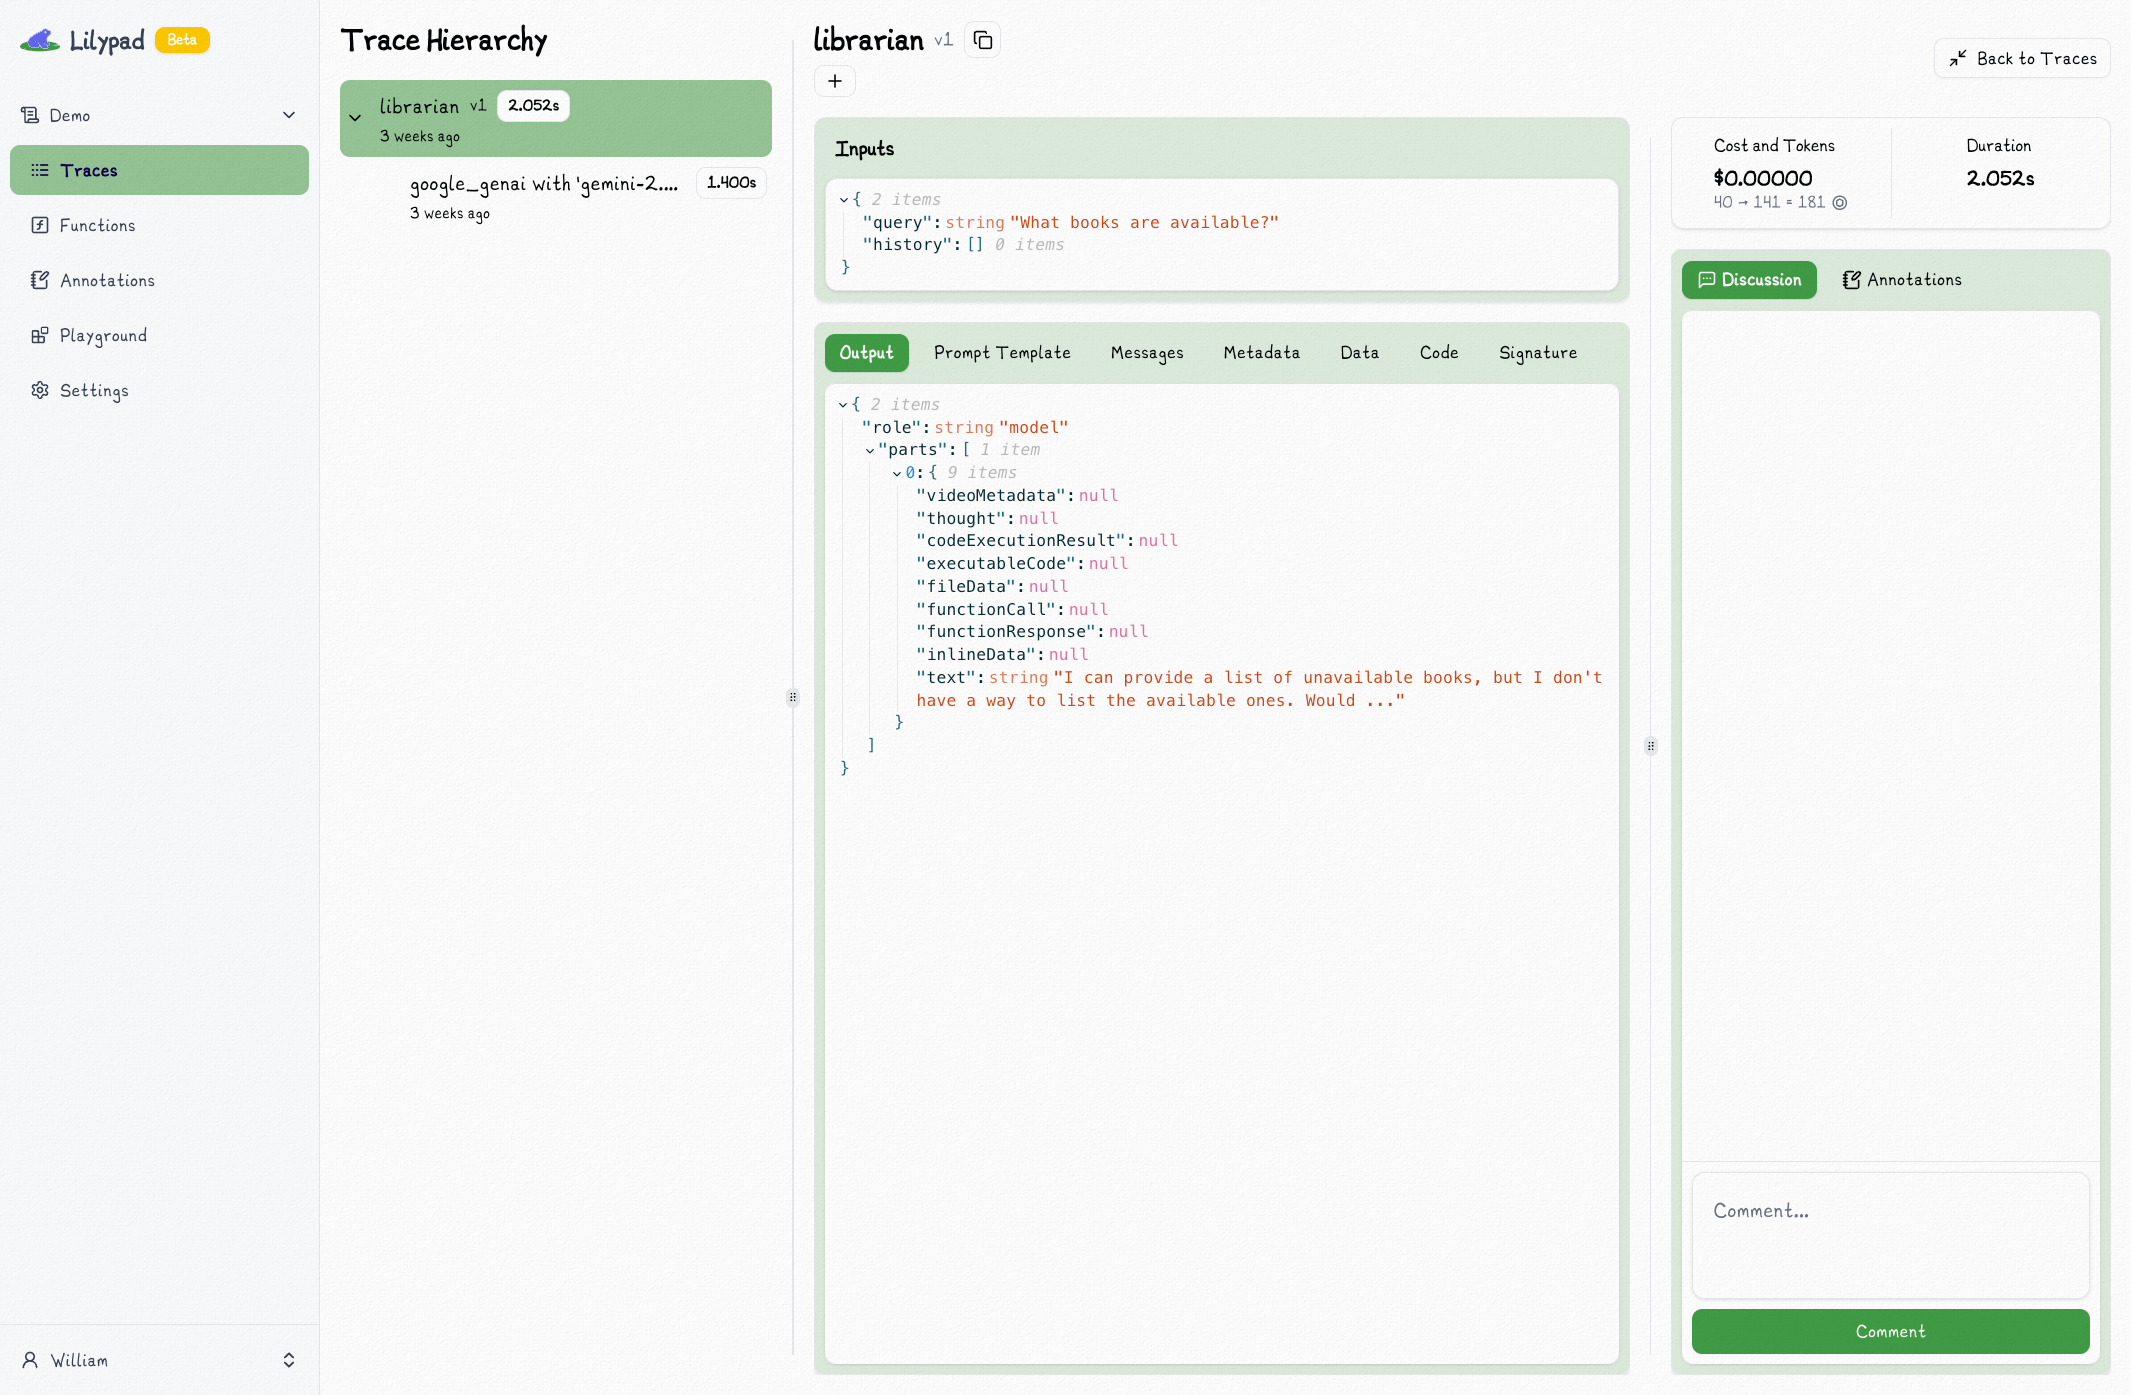 Lilypad Beta
Demo
Traces
Functions
Annotations
Playground
Settings
William
Trace Hierarchy
librarian v1 2.052s
3 weeks ago
google_genai with 'gemini-2.... 1.400s
3 weeks ago
librarian v1
+
Back to Traces
Inputs
{ 2 items
"query": string "What books are available?"
"history": [] 0 items
}
Output Prompt Template Messages Metadata Data Code Signature
{ 2 items
"role": string "model"
"parts": [ 1 item
0: { 9 items
"videoMetadata": null
"thought": null
"codeExecutionResult": null
"executableCode": null
"fileData": null
"functionCall": null
"functionResponse": null
"inlineData": null
"text": string "I can provide a list of unavailable books, but I don't
have a way to list the available ones. Would ..."
}
]
}
Cost and Tokens
$0.00000
40 → 141 = 181
Duration
2.052s
Discussion Annotations
Comment...
Comment